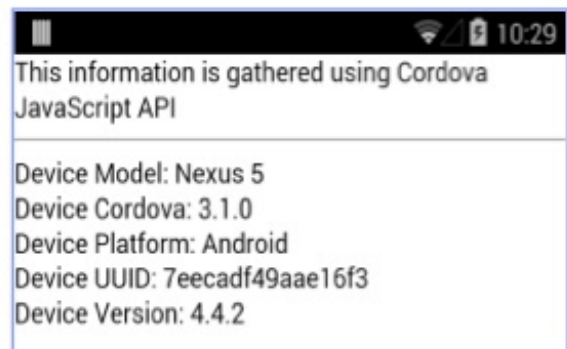 10:29
This information is gathered using Cordova
JavaScript API
Device Model: Nexus 5
Device Cordova: 3.1.0
Device Platform: Android
Device UUID: 7eecadf49aae16f3
Device Version: 4.4.2